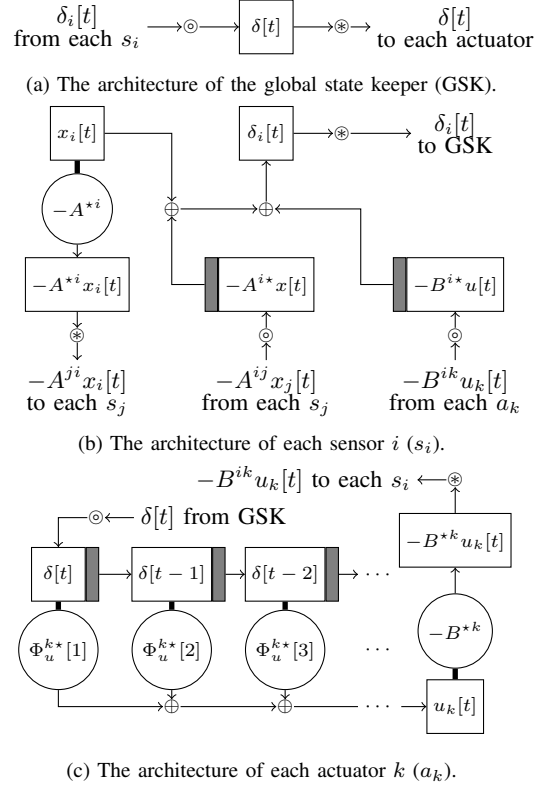 δ_i[t] from each s_i δ[t] δ[t] to each actuator
(a) The architecture of the global state keeper (GSK).
x_i[t] δ_i[t] δ_i[t] to GSK
−A^{⋆i}
−A^{⋆i}x_i[t] −A^{i⋆}x[t] −B^{i⋆}u[t]
−A^{ji}x_i[t] −A^{ij}x_j[t] −B^{ik}u_k[t]
to each s_j from each s_j from each a_k
(b) The architecture of each sensor i (s_i).
−B^{ik}u_k[t] to each s_i
δ[t] from GSK
−B^{⋆k}u_k[t]
δ[t] δ[t − 1] δ[t − 2] ···
Φ_u^{k⋆}[1] Φ_u^{k⋆}[2] Φ_u^{k⋆}[3] ··· −B^{⋆k}
··· u_k[t]
(c) The architecture of each actuator k (a_k).